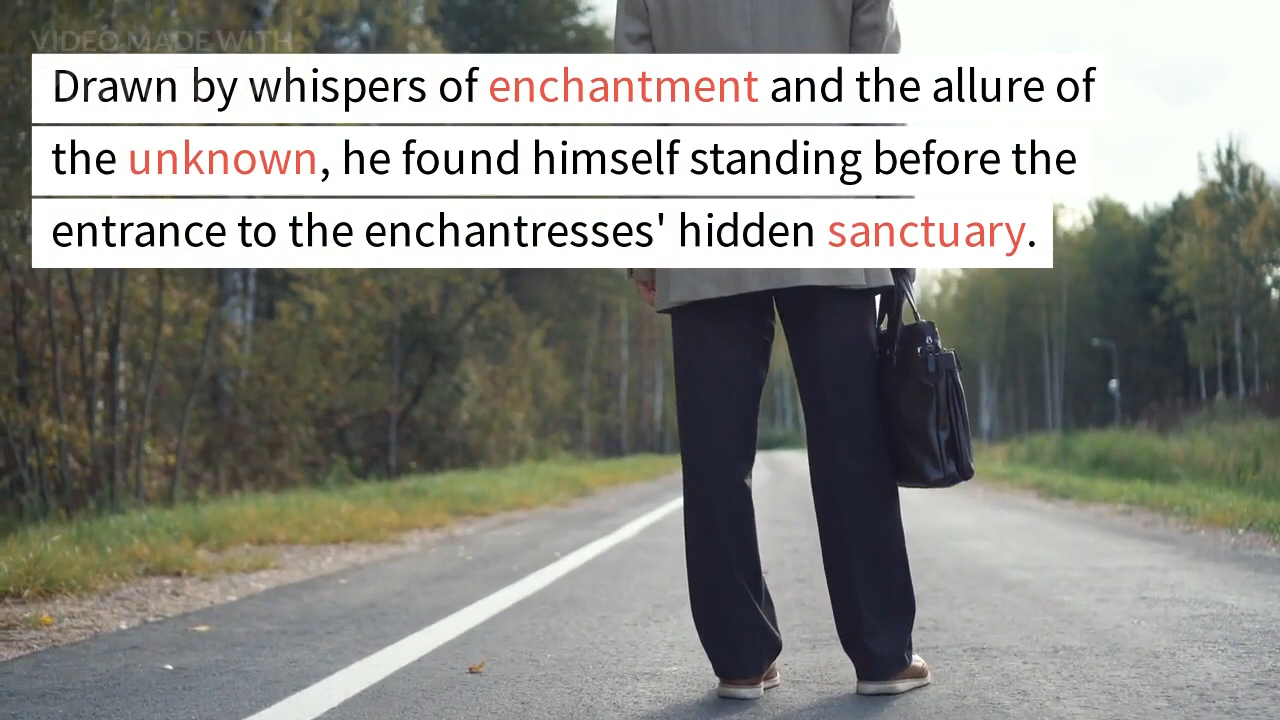 VIDEO MADE WITH
Drawn by whispers of enchantment and the allure of
the unknown, he found himself standing before the
entrance to the enchantresses' hidden sanctuary.